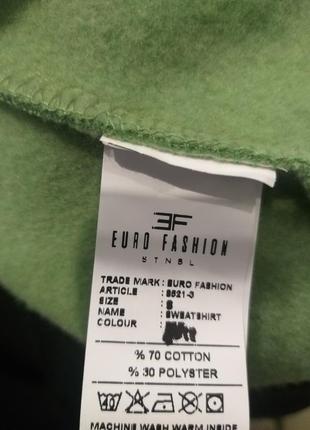 EF
EURO FASHION
STNBL
TRADE MARK : EURO FASHION
ARTICLE : 8521-3
SIZE : S
NAME : SWEATSHIRT
COLOUR :
% 70 COTTON
% 30 POLYSTER
MACHINE WASH WARM INSIDE